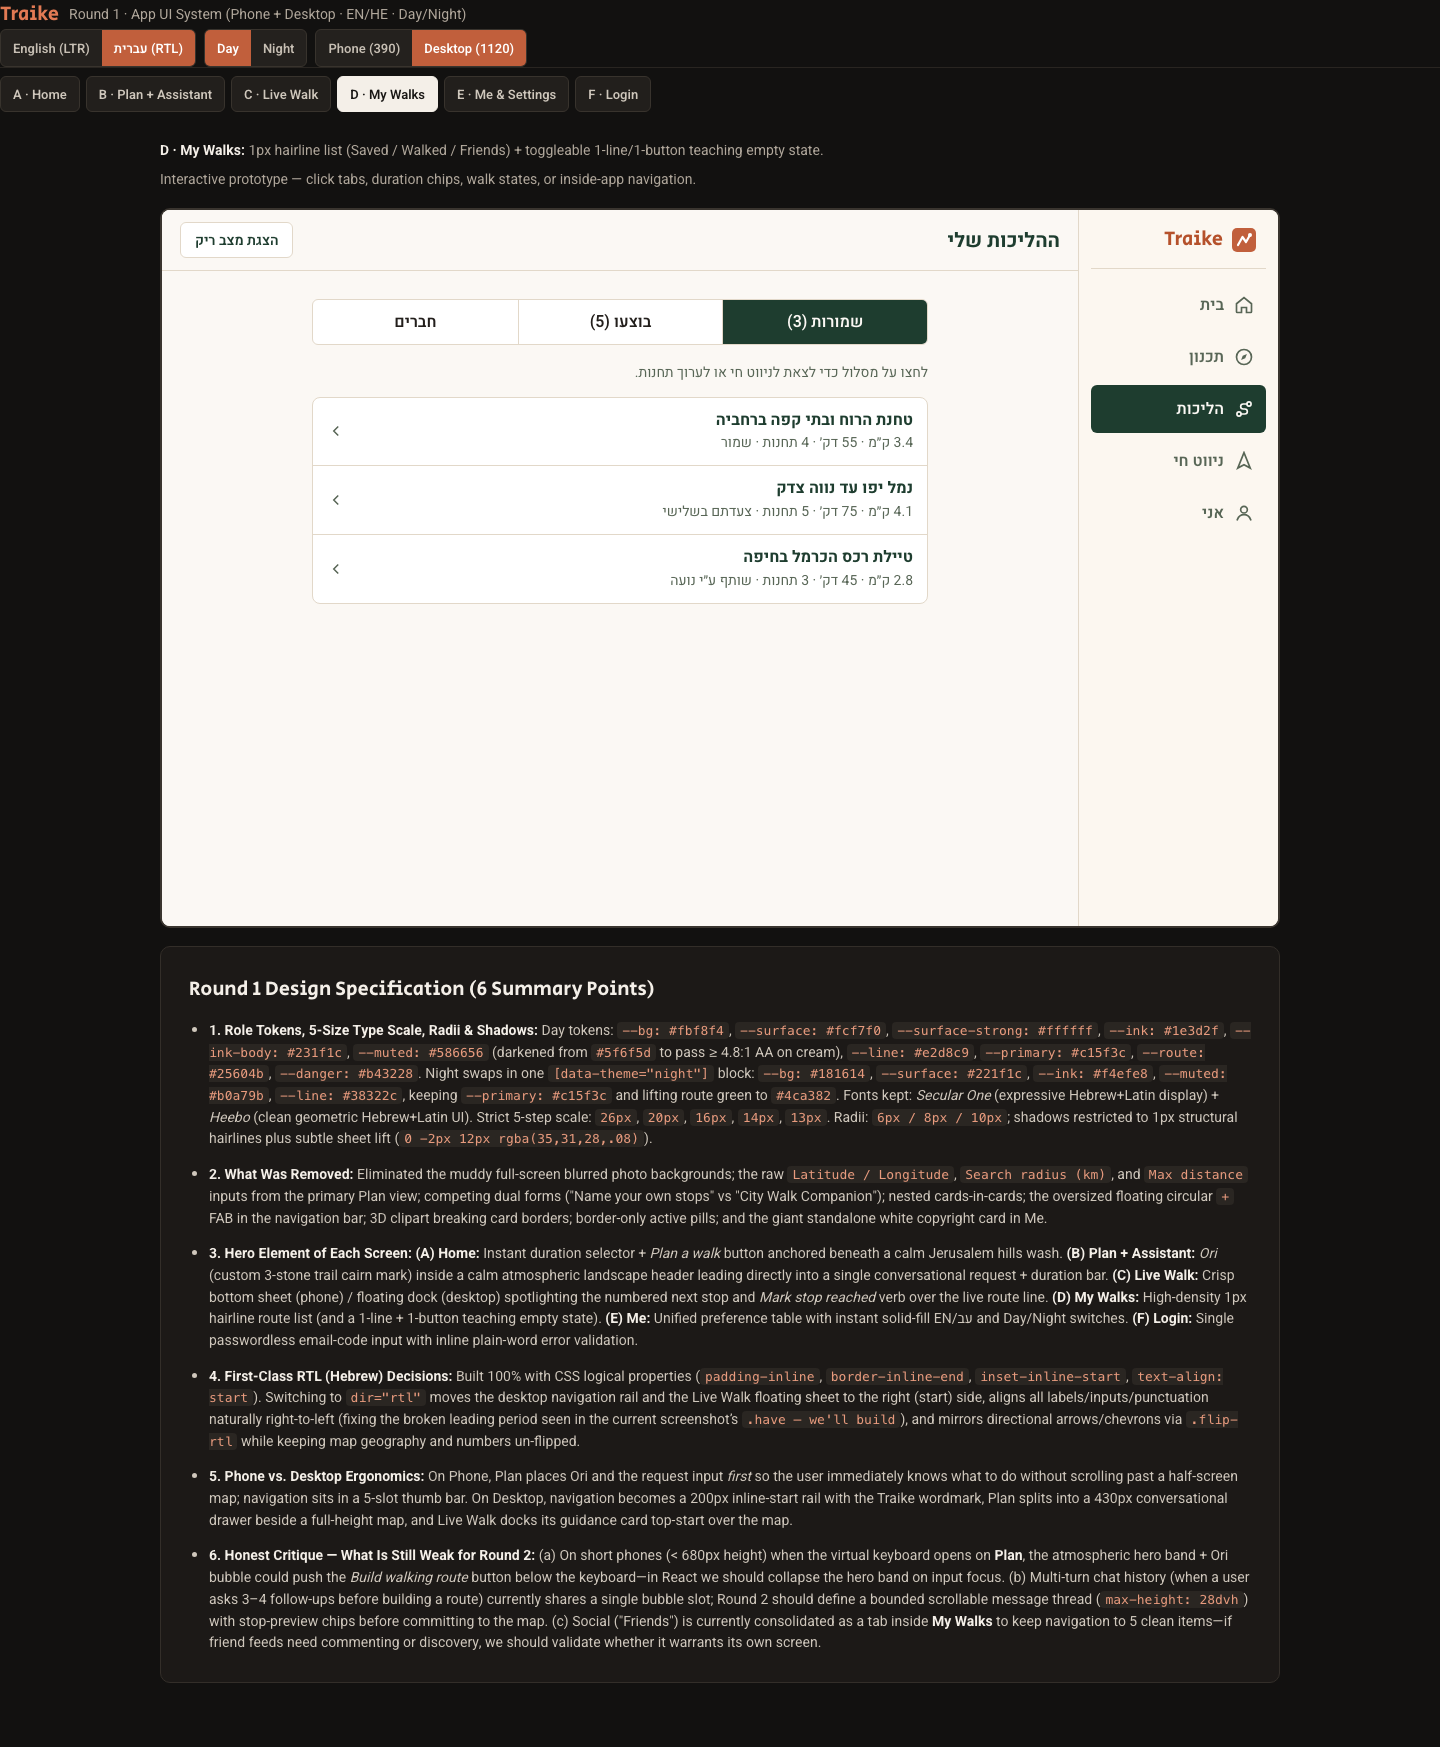 Traike Round 1 · App UI System (Phone + Desktop · EN/HE · Day/Night)
English (LTR) עברית (RTL) Day Night Phone (390) Desktop (1120)
A · Home B · Plan + Assistant C · Live Walk D · My Walks E · Me & Settings F · Login
D · My Walks: 1px hairline list (Saved / Walked / Friends) + toggleable 1-line/1-button teaching empty state.
Interactive prototype — click tabs, duration chips, walk states, or inside-app navigation.
Traike
בית
תכנון
הליכות
ניווט חי
אני
ההליכות שלי
הצגת מצב ריק
שמורות (3) בוצעו (5) חברים
לחצו על מסלול כדי לצאת לניווט חי או לערוך תחנות.
טחנת הרוח ובתי קפה ברחביה
3.4 ק״מ · 55 דק׳ · 4 תחנות · שמור
נמל יפו עד נווה צדק
4.1 ק״מ · 75 דק׳ · 5 תחנות · צעדתם בשלישי
טיילת רכס הכרמל בחיפה
2.8 ק״מ · 45 דק׳ · 3 תחנות · שותף ע״י נועה
Round 1 Design Specification (6 Summary Points)
1. Role Tokens, 5-Size Type Scale, Radii & Shadows: Day tokens: --bg: #fbf8f4 , --surface: #fcf7f0 , --surface-strong: #ffffff , --ink: #1e3d2f , --
ink-body: #231f1c , --muted: #586656 (darkened from #5f6f5d to pass ≥ 4.8:1 AA on cream), --line: #e2d8c9 , --primary: #c15f3c , --route:
#25604b , --danger: #b43228 . Night swaps in one [data-theme="night"] block: --bg: #181614 , --surface: #221f1c , --ink: #f4efe8 , --muted:
#b0a79b , --line: #38322c , keeping --primary: #c15f3c and lifting route green to #4ca382 . Fonts kept: Secular One (expressive Hebrew+Latin display) +
Heebo (clean geometric Hebrew+Latin UI). Strict 5-step scale: 26px , 20px , 16px , 14px , 13px . Radii: 6px / 8px / 10px ; shadows restricted to 1px structural
hairlines plus subtle sheet lift ( 0 -2px 12px rgba(35,31,28,.08) ).
2. What Was Removed: Eliminated the muddy full-screen blurred photo backgrounds; the raw Latitude / Longitude , Search radius (km) , and Max distance
inputs from the primary Plan view; competing dual forms ("Name your own stops" vs "City Walk Companion"); nested cards-in-cards; the oversized floating circular +
FAB in the navigation bar; 3D clipart breaking card borders; border-only active pills; and the giant standalone white copyright card in Me.
3. Hero Element of Each Screen: (A) Home: Instant duration selector + Plan a walk button anchored beneath a calm Jerusalem hills wash. (B) Plan + Assistant: Ori
(custom 3-stone trail cairn mark) inside a calm atmospheric landscape header leading directly into a single conversational request + duration bar. (C) Live Walk: Crisp
bottom sheet (phone) / floating dock (desktop) spotlighting the numbered next stop and Mark stop reached verb over the live route line. (D) My Walks: High-density 1px
hairline route list (and a 1-line + 1-button teaching empty state). (E) Me: Unified preference table with instant solid-fill EN/עב and Day/Night switches. (F) Login: Single
passwordless email-code input with inline plain-word error validation.
4. First-Class RTL (Hebrew) Decisions: Built 100% with CSS logical properties ( padding-inline , border-inline-end , inset-inline-start , text-align:
start ). Switching to dir="rtl" moves the desktop navigation rail and the Live Walk floating sheet to the right (start) side, aligns all labels/inputs/punctuation
naturally right-to-left (fixing the broken leading period seen in the current screenshot's .have — we'll build ), and mirrors directional arrows/chevrons via .flip-
rtl while keeping map geography and numbers un-flipped.
5. Phone vs. Desktop Ergonomics: On Phone, Plan places Ori and the request input first so the user immediately knows what to do without scrolling past a half-screen
map; navigation sits in a 5-slot thumb bar. On Desktop, navigation becomes a 200px inline-start rail with the Traike wordmark, Plan splits into a 430px conversational
drawer beside a full-height map, and Live Walk docks its guidance card top-start over the map.
6. Honest Critique — What Is Still Weak for Round 2: (a) On short phones (< 680px height) when the virtual keyboard opens on Plan, the atmospheric hero band + Ori
bubble could push the Build walking route button below the keyboard—in React we should collapse the hero band on input focus. (b) Multi-turn chat history (when a user
asks 3–4 follow-ups before building a route) currently shares a single bubble slot; Round 2 should define a bounded scrollable message thread ( max-height: 28dvh )
with stop-preview chips before committing to the map. (c) Social ("Friends") is currently consolidated as a tab inside My Walks to keep navigation to 5 clean items—if
friend feeds need commenting or discovery, we should validate whether it warrants its own screen.